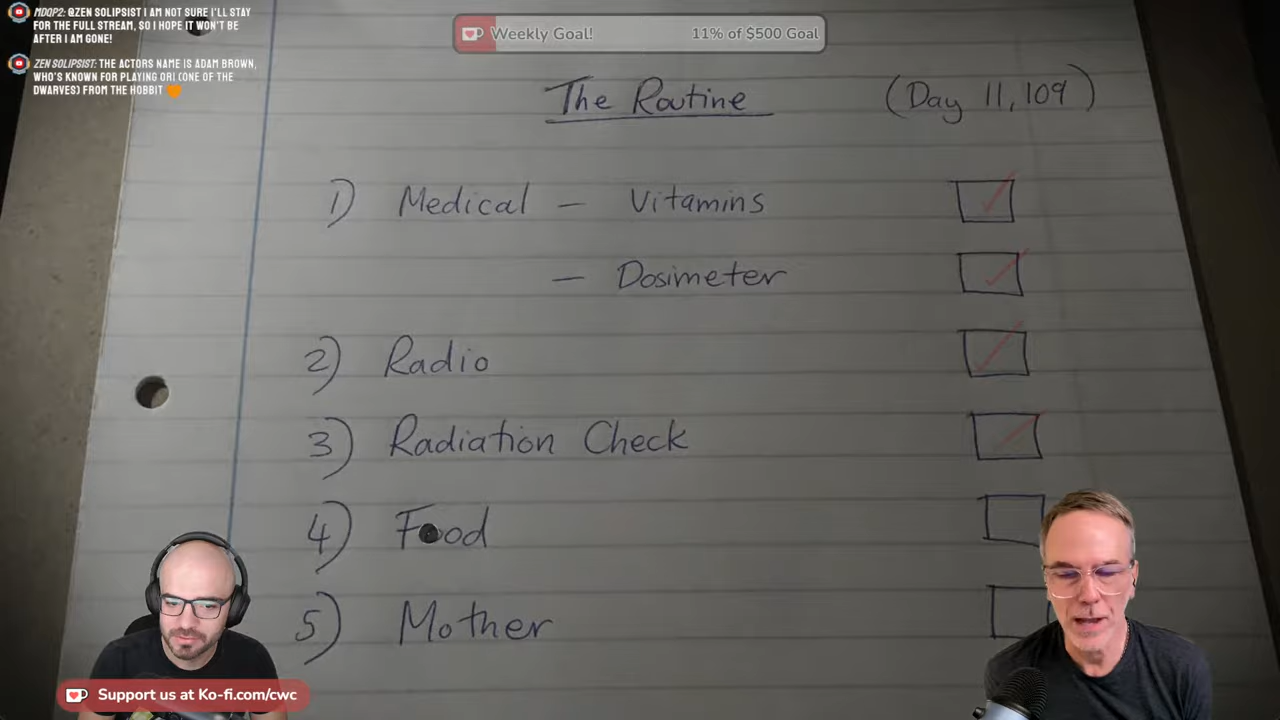 MDQP2: @ZEN SOLIPSIST I AM NOT SURE I'LL STAY
FOR THE FULL STREAM, SO I HOPE IT WON'T BE
AFTER I AM GONE!
ZEN SOLIPSIST: THE ACTORS NAME IS ADAM BROWN,
WHO'S KNOWN FOR PLAYING ORI (ONE OF THE
DWARVES) FROM THE HOBBIT 🧡
Weekly Goal! 11% of $500 Goal
The Routine (Day 11,109)
1) Medical - Vitamins
- Dosimeter
2) Radio
3) Radiation Check
4) Food
5) Mother
Support us at Ko-fi.com/cwc